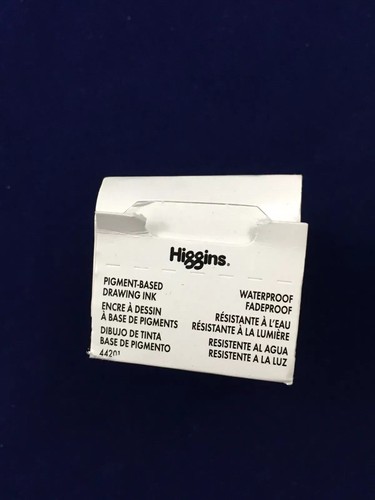 Higgins.
PIGMENT-BASED
DRAWING INK
ENCRE À DESSIN
À BASE DE PIGMENTS
DIBUJO DE TINTA
BASE DE PIGMENTO
44201
WATERPROOF
FADEPROOF
RÉSISTANTE À L'EAU
RÉSISTANTE À LA LUMIÈRE
RESISTENTE AL AGUA
RESISTENTE A LA LUZ